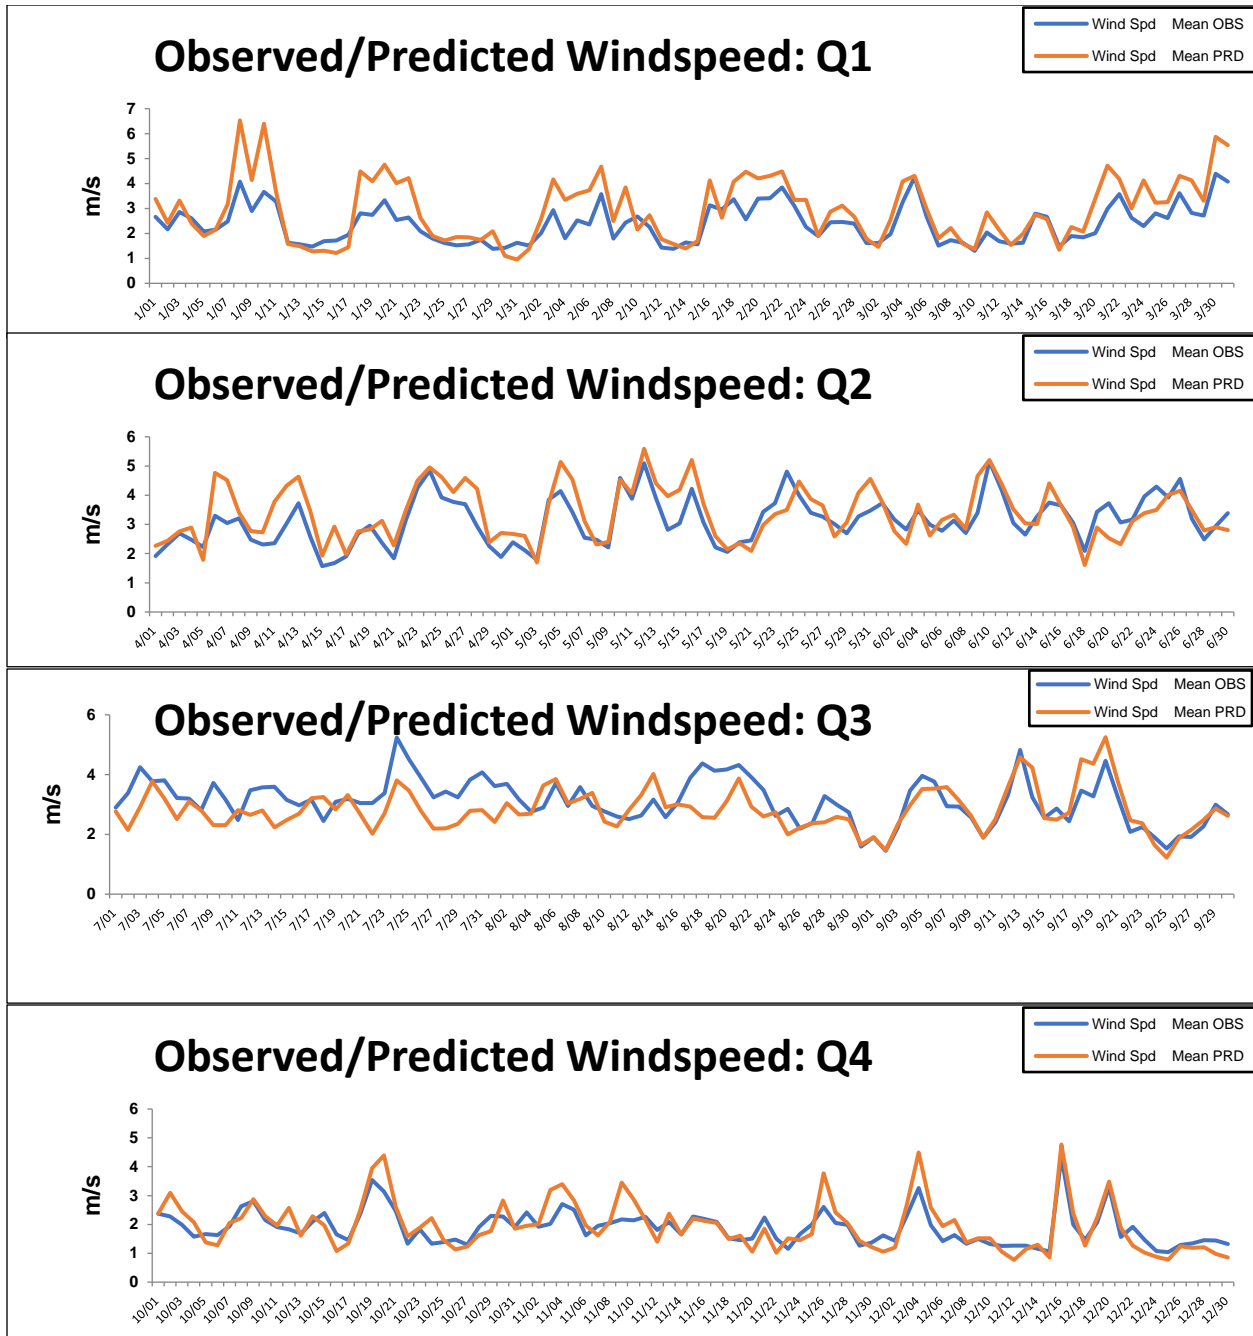 Observed/Predicted Windspeed: Q1
Wind Spd Mean OBS
Wind Spd Mean PRD
m/s
7
6
5
4
3
2
1
0
1/01 1/03 1/05 1/07 1/09 1/11 1/13 1/15 1/17 1/19 1/21 1/23 1/25 1/27 1/29 1/31 2/02 2/04 2/06 2/08 2/10 2/12 2/14 2/16 2/18 2/20 2/22 2/24 2/26 2/28 3/02 3/04 3/06 3/08 3/10 3/12 3/14 3/16 3/18 3/20 3/22 3/24 3/26 3/28 3/30
Observed/Predicted Windspeed: Q2
Wind Spd Mean OBS
Wind Spd Mean PRD
m/s
6
5
4
3
2
1
0
4/01 4/03 4/05 4/07 4/09 4/11 4/13 4/15 4/17 4/19 4/21 4/23 4/25 4/27 4/29 5/01 5/03 5/05 5/07 5/09 5/11 5/13 5/15 5/17 5/19 5/21 5/23 5/25 5/27 5/29 5/31 6/02 6/04 6/06 6/08 6/10 6/12 6/14 6/16 6/18 6/20 6/22 6/24 6/26 6/28 6/30
Observed/Predicted Windspeed: Q3
Wind Spd Mean OBS
Wind Spd Mean PRD
m/s
6
4
2
0
7/01 7/03 7/05 7/07 7/09 7/11 7/13 7/15 7/17 7/19 7/21 7/23 7/25 7/27 7/29 7/31 8/02 8/04 8/06 8/08 8/10 8/12 8/14 8/16 8/18 8/20 8/22 8/24 8/26 8/28 8/30 9/01 9/03 9/05 9/07 9/09 9/11 9/13 9/15 9/17 9/19 9/21 9/23 9/25 9/27 9/29
Observed/Predicted Windspeed: Q4
Wind Spd Mean OBS
Wind Spd Mean PRD
m/s
6
5
4
3
2
1
0
10/01 10/03 10/05 10/07 10/09 10/11 10/13 10/15 10/17 10/19 10/21 10/23 10/25 10/27 10/29 10/31 11/02 11/04 11/06 11/08 11/10 11/12 11/14 11/16 11/18 11/20 11/22 11/24 11/26 11/28 11/30 12/02 12/04 12/06 12/08 12/10 12/12 12/14 12/16 12/18 12/20 12/22 12/24 12/26 12/28 12/30